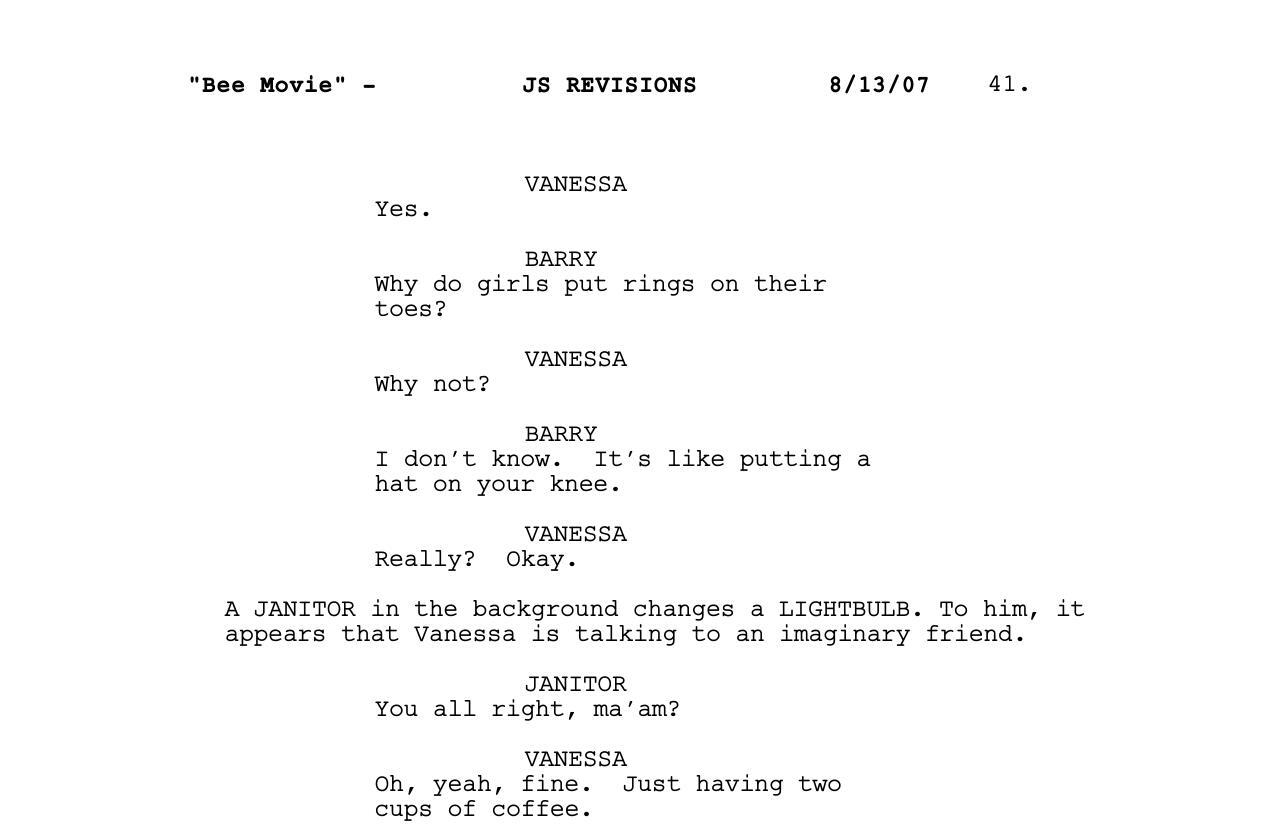 "Bee Movie" - JS REVISIONS 8/13/07 41.
VANESSA
Yes.
BARRY
Why do girls put rings on their
toes?
VANESSA
Why not?
BARRY
I don't know.  It's like putting a
hat on your knee.
VANESSA
Really?  Okay.
A JANITOR in the background changes a LIGHTBULB. To him, it
appears that Vanessa is talking to an imaginary friend.
JANITOR
You all right, ma'am?
VANESSA
Oh, yeah, fine.  Just having two
cups of coffee.